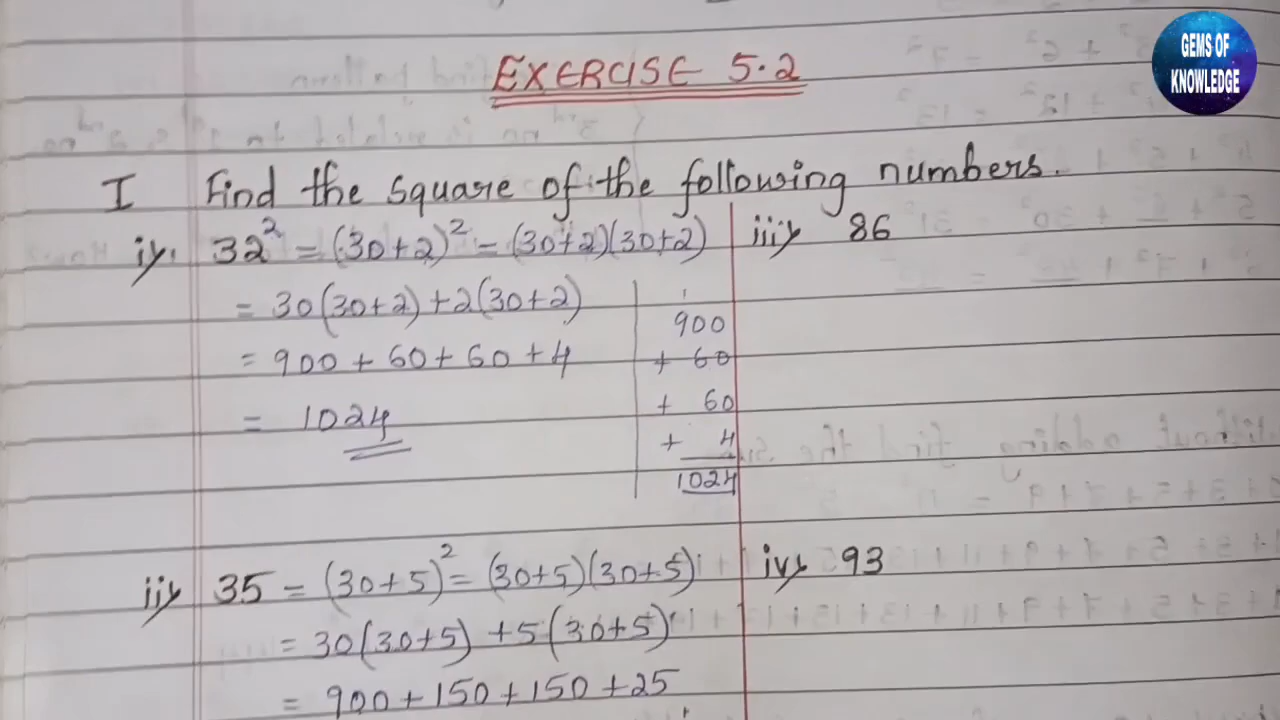 GEMS OF
KNOWLEDGE
EXERCISE 5.2
I Find the square of the following numbers.
i). 32² = (30+2)² = (30+2)(30+2)
= 30(30+2) + 2(30+2)
= 900 + 60 + 60 + 4
= 1024
1
900
+ 60
+ 60
+ 4
1024
ii) 35 = (30+5)² = (30+5)(30+5)
= 30(30+5) + 5(30+5)
= 900 + 150 + 150 + 25
iii) 86
iv) 93